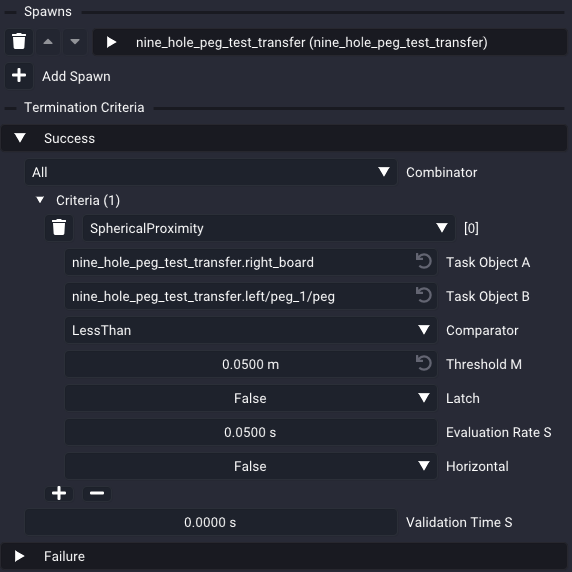 Spawns
nine_hole_peg_test_transfer (nine_hole_peg_test_transfer)
Add Spawn
Termination Criteria
Success
All Combinator
Criteria (1)
SphericalProximity [0]
nine_hole_peg_test_transfer.right_board Task Object A
nine_hole_peg_test_transfer.left/peg_1/peg Task Object B
LessThan Comparator
0.0500 m Threshold M
False Latch
0.0500 s Evaluation Rate S
False Horizontal
0.0000 s Validation Time S
Failure